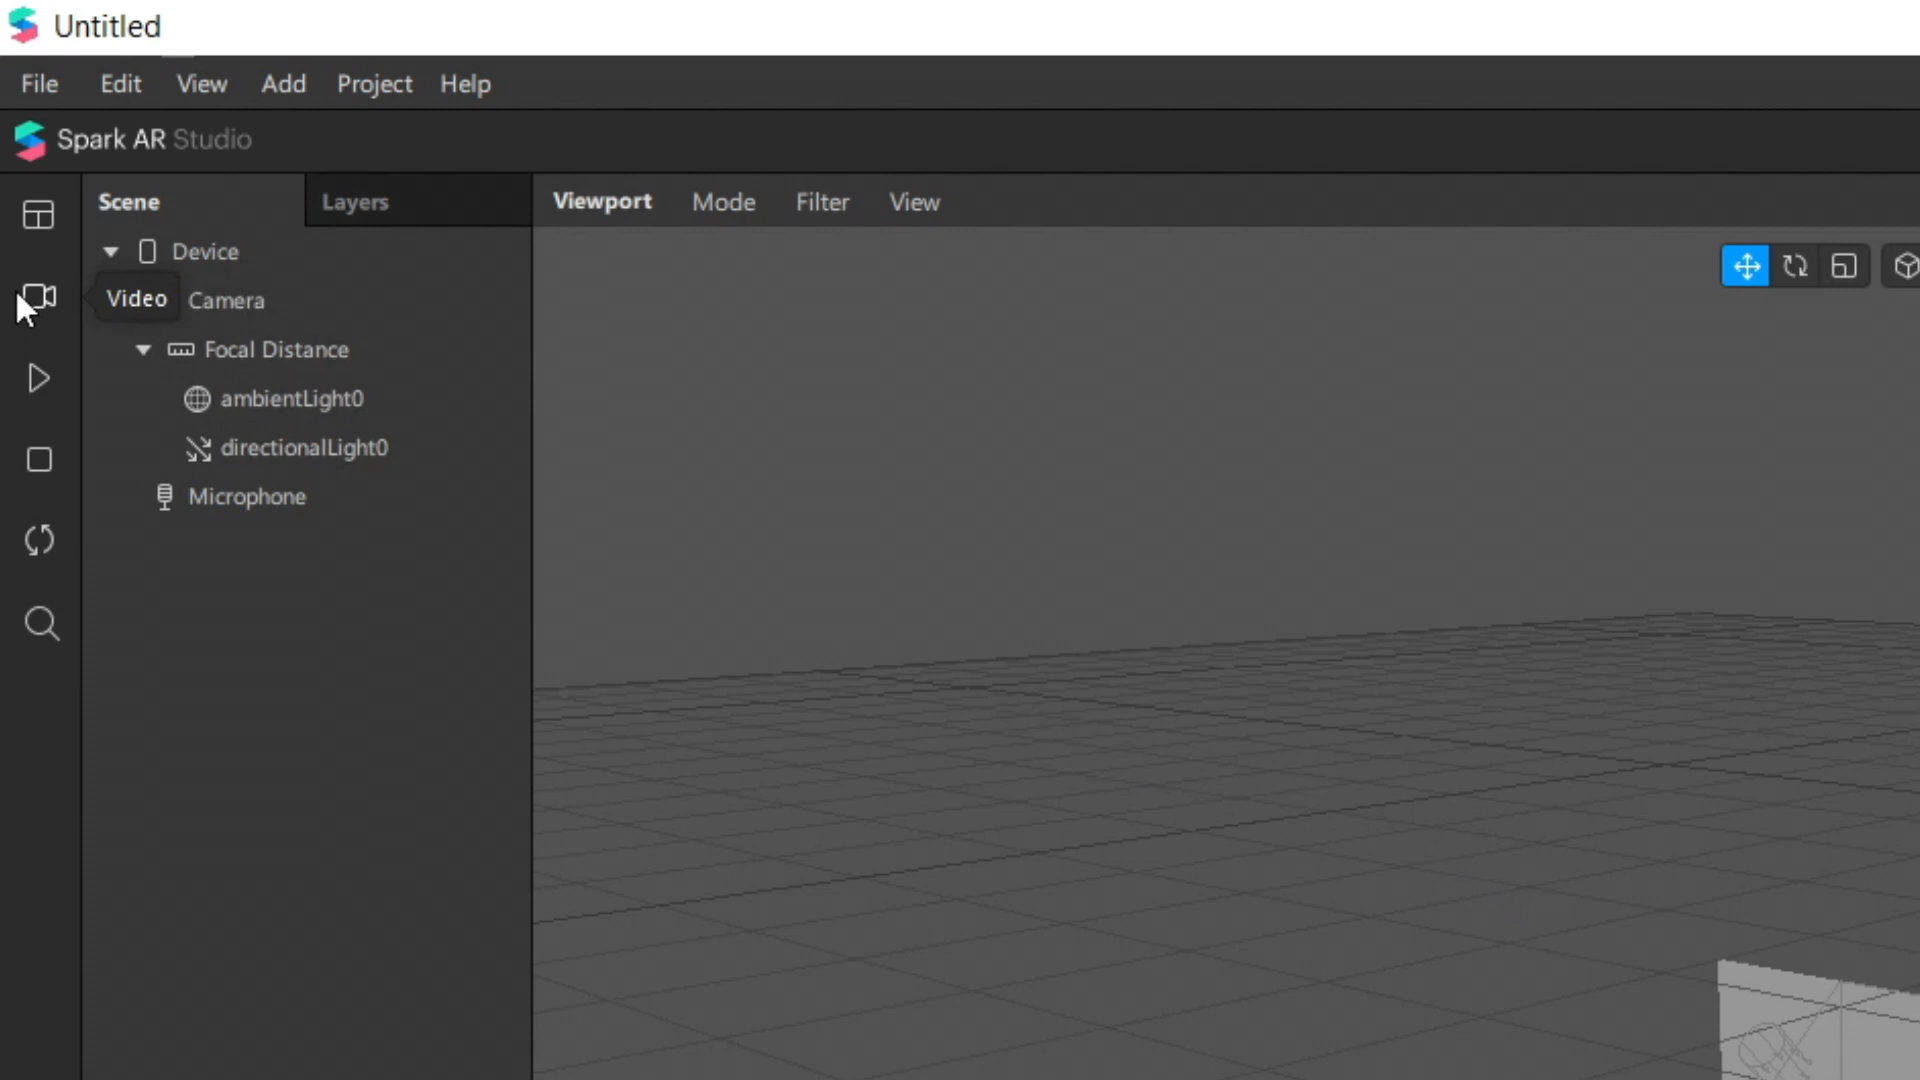 Untitled
File Edit View Add Project Help
Spark AR Studio
Scene Layers
Viewport Mode Filter View
Device
Video
Camera
Focal Distance
ambientLight0
directionalLight0
Microphone